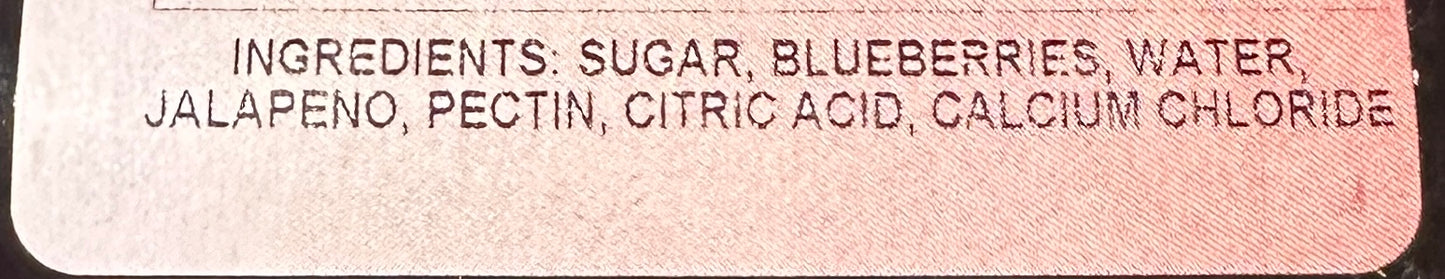 INGREDIENTS: SUGAR, BLUEBERRIES, WATER,
JALAPENO, PECTIN, CITRIC ACID, CALCIUM CHLORIDE